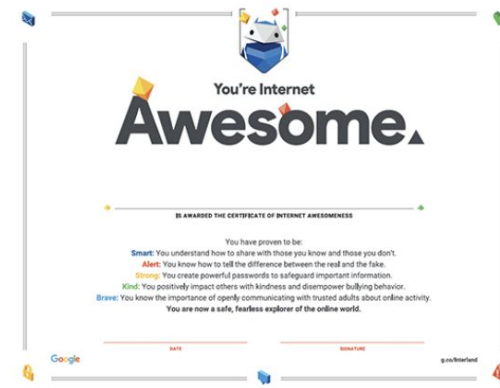 You're Internet
Awesome.
IS AWARDED THE CERTIFICATE OF INTERNET AWESOMENESS
You have proven to be:
Smart: You understand how to share with those you know and those you don't.
Alert: You know how to tell the difference between the real and the fake.
Strong: You create powerful passwords to safeguard important information.
Kind: You positively impact others with kindness and disempower bullying behavior.
Brave: You know the importance of openly communicating with trusted adults about online activity.
You are now a safe, fearless explorer of the online world.
DATE SIGNATURE
Google g.co/Interland